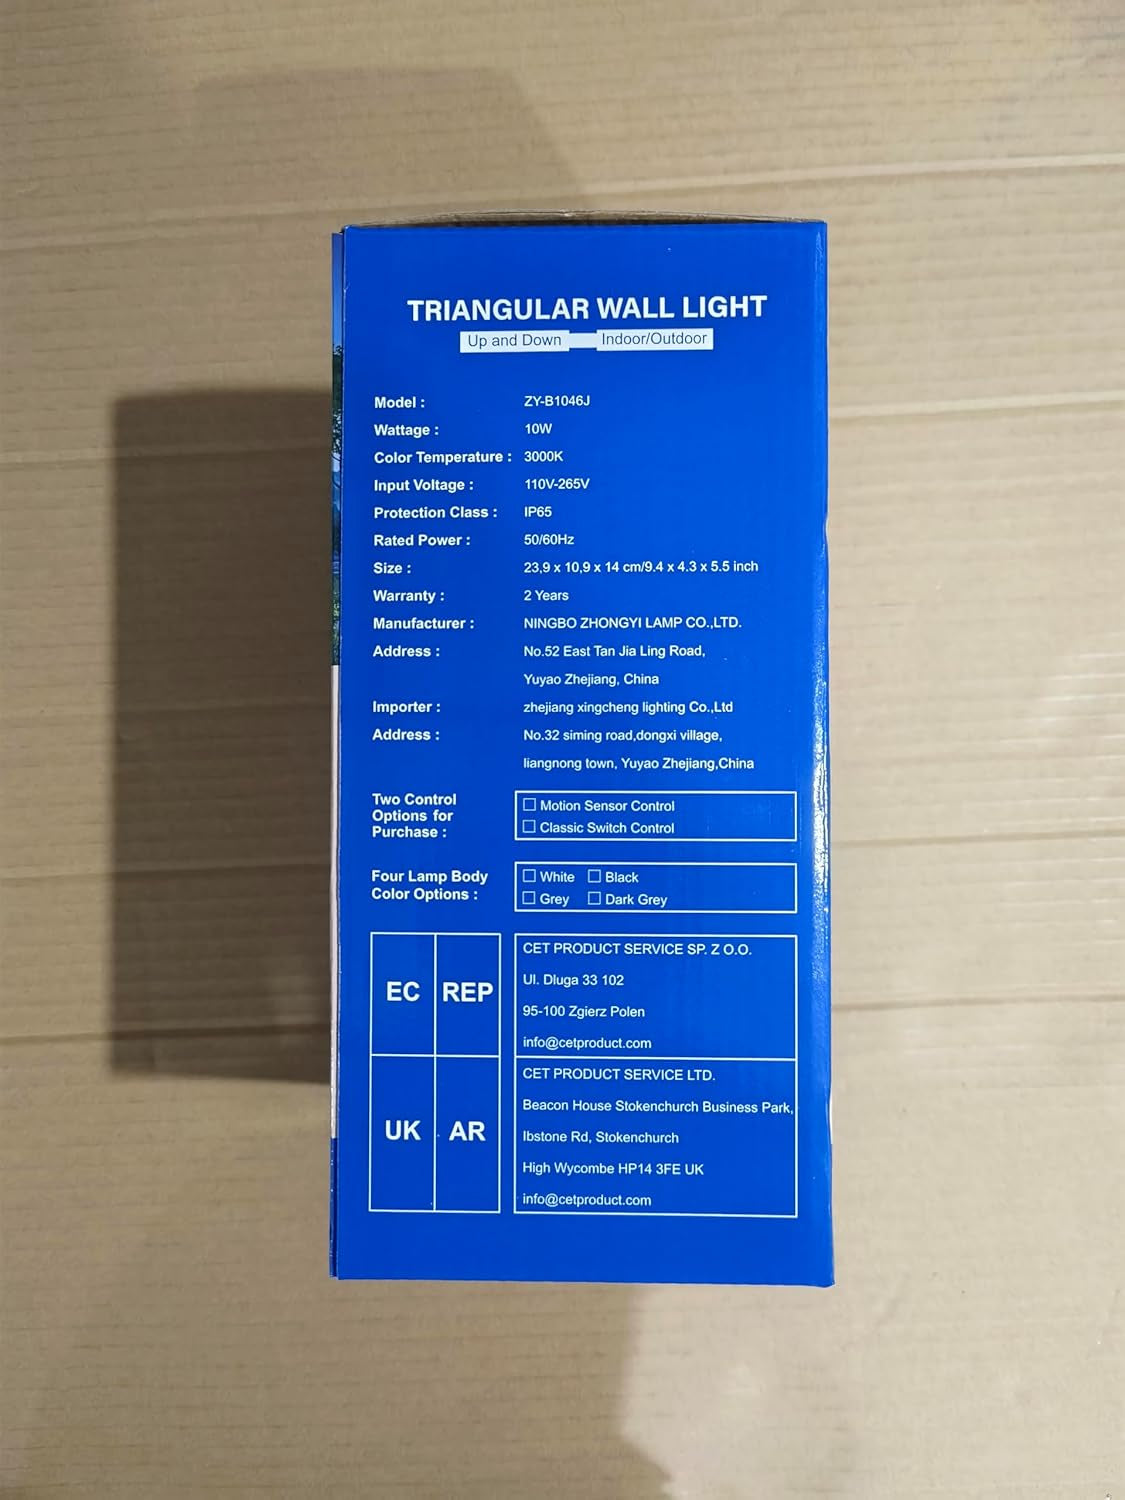 TRIANGULAR WALL LIGHT
Up and Down Indoor/Outdoor
Model : ZY-B1046J
Wattage : 10W
Color Temperature : 3000K
Input Voltage : 110V-265V
Protection Class : IP65
Rated Power : 50/60Hz
Size : 23,9 x 10,9 x 14 cm/9.4 x 4.3 x 5.5 inch
Warranty : 2 Years
Manufacturer : NINGBO ZHONGYI LAMP CO.,LTD.
Address : No.52 East Tan Jia Ling Road,
Yuyao Zhejiang, China
Importer : zhejiang xingcheng lighting Co.,Ltd
Address : No.32 siming road,dongxi village,
liangnong town, Yuyao Zhejiang,China
Two Control
Options for
Purchase :
Motion Sensor Control
Classic Switch Control
Four Lamp Body
Color Options :
White Black
Grey Dark Grey
EC REP
CET PRODUCT SERVICE SP. Z O.O.
Ul. Dluga 33 102
95-100 Zgierz Polen
info@cetproduct.com
UK AR
CET PRODUCT SERVICE LTD.
Beacon House Stokenchurch Business Park,
Ibstone Rd, Stokenchurch
High Wycombe HP14 3FE UK
info@cetproduct.com